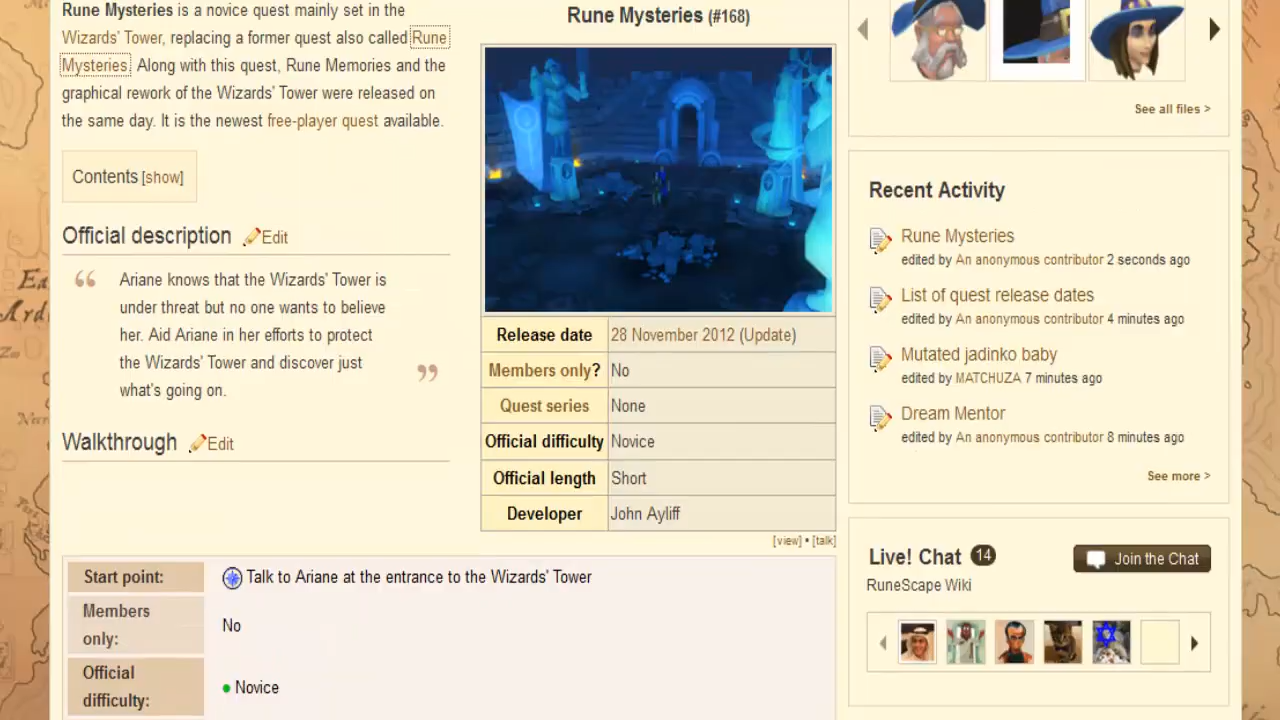 Rune Mysteries is a novice quest mainly set in the
Wizards' Tower, replacing a former quest also called Rune
Mysteries. Along with this quest, Rune Memories and the
graphical rework of the Wizards' Tower were released on
the same day. It is the newest free-player quest available.
Contents [show]
Official description Edit
“ Ariane knows that the Wizards' Tower is
under threat but no one wants to believe
her. Aid Ariane in her efforts to protect
the Wizards' Tower and discover just
what's going on. ”
Walkthrough Edit
Rune Mysteries (#168)
Release date 28 November 2012 (Update)
Members only? No
Quest series None
Official difficulty Novice
Official length Short
Developer John Ayliff
[view] • [talk]
Start point: Talk to Ariane at the entrance to the Wizards' Tower
Members
only: No
Official
difficulty: • Novice
See all files >
Recent Activity
Rune Mysteries
edited by An anonymous contributor 2 seconds ago
List of quest release dates
edited by An anonymous contributor 4 minutes ago
Mutated jadinko baby
edited by MATCHUZA 7 minutes ago
Dream Mentor
edited by An anonymous contributor 8 minutes ago
See more >
Live! Chat 14
Join the Chat
RuneScape Wiki